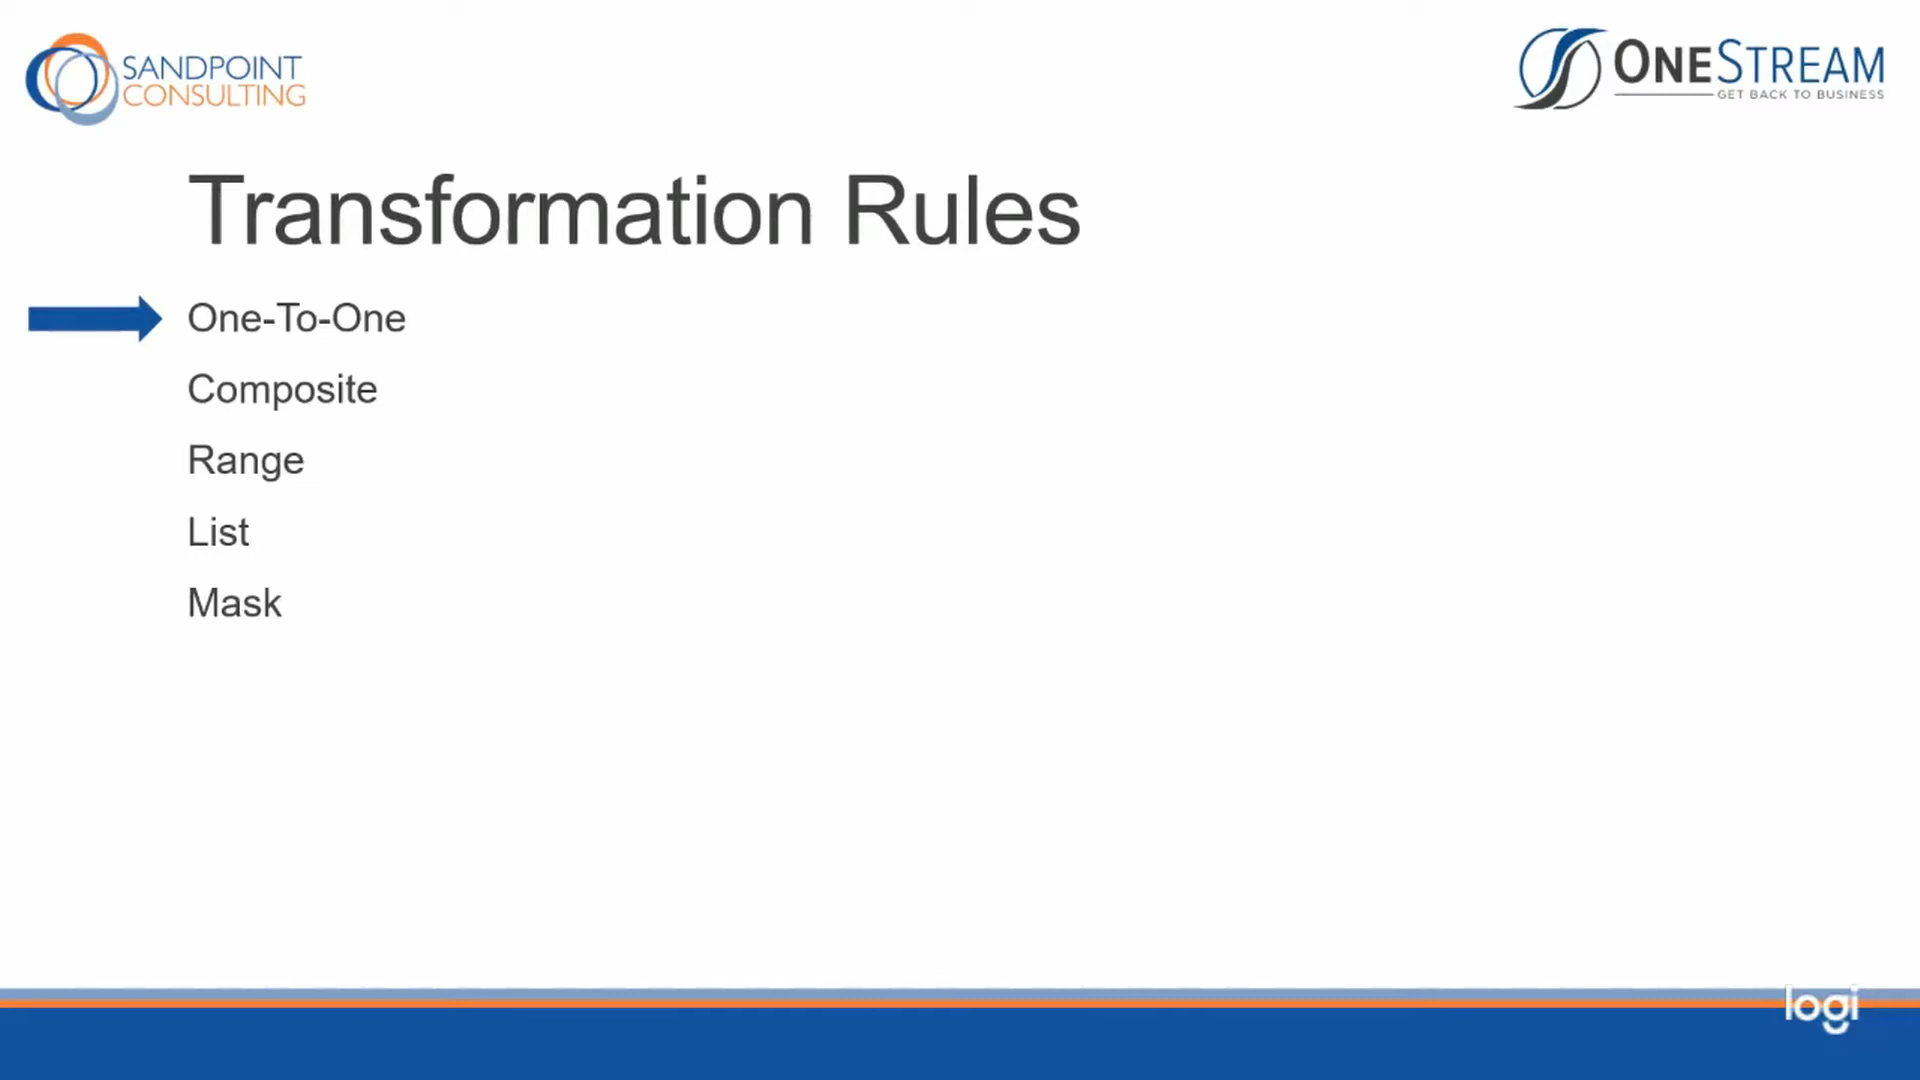 SANDPOINT
CONSULTING
ONESTREAM
GET BACK TO BUSINESS
Transformation Rules
One-To-One
Composite
Range
List
Mask
logi